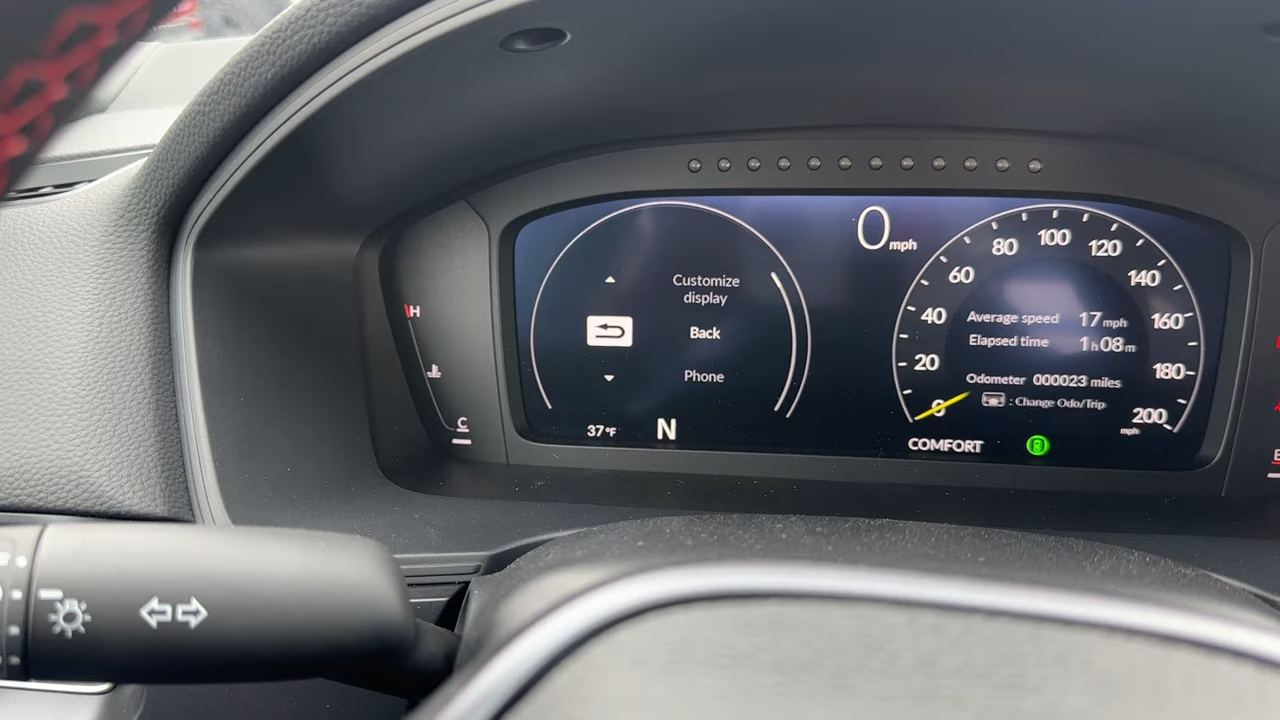 H
C
Customize
display
Back
Phone
37°F
N
0 mph
0
20
40
60
80
100
120
140
160
180
200
mph
Average speed 17 mph
Elapsed time 1h08m
Odometer 000023 miles
: Change Odo/Trip
COMFORT
E